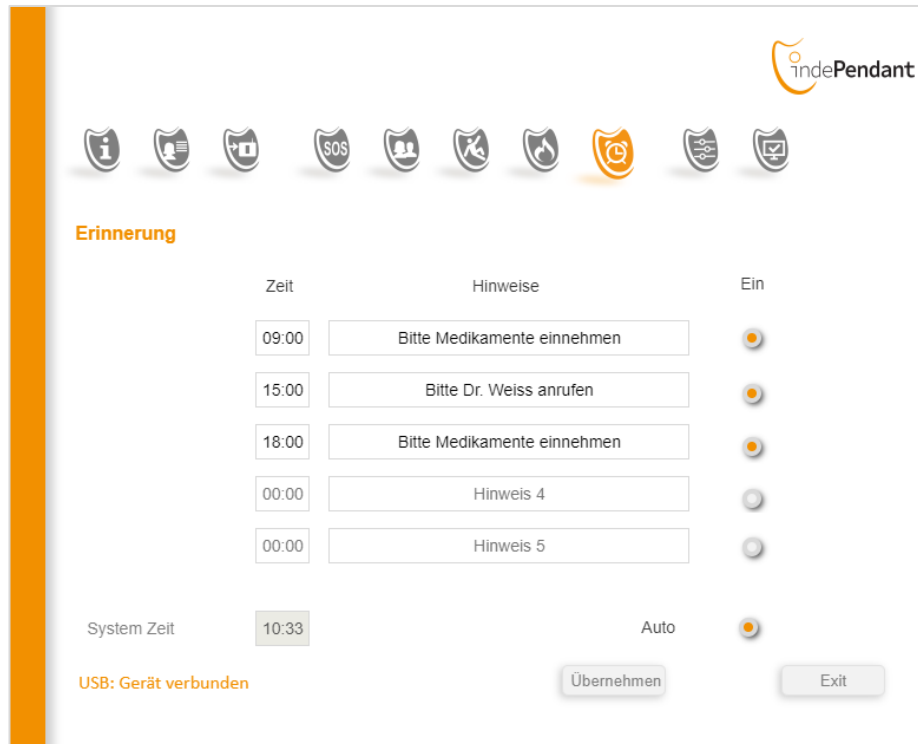 indePendant
SOS
Erinnerung
Zeit Hinweise Ein
09:00 Bitte Medikamente einnehmen
15:00 Bitte Dr. Weiss anrufen
18:00 Bitte Medikamente einnehmen
00:00 Hinweis 4
00:00 Hinweis 5
System Zeit 10:33 Auto
USB: Gerät verbunden Übernehmen Exit